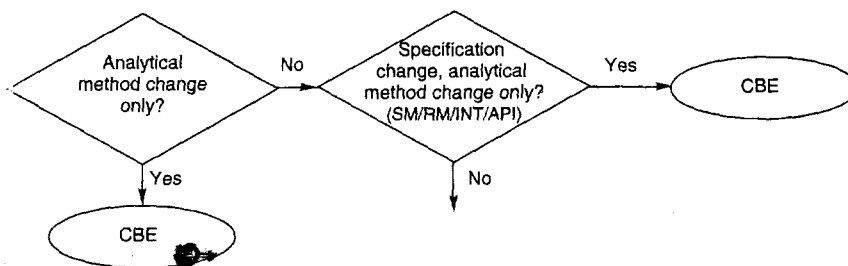 Analytical
method change
only?
No
Specification
change, analytical
method change only?
(SM/RM/INT/API)
Yes
CBE
Yes
CBE
No